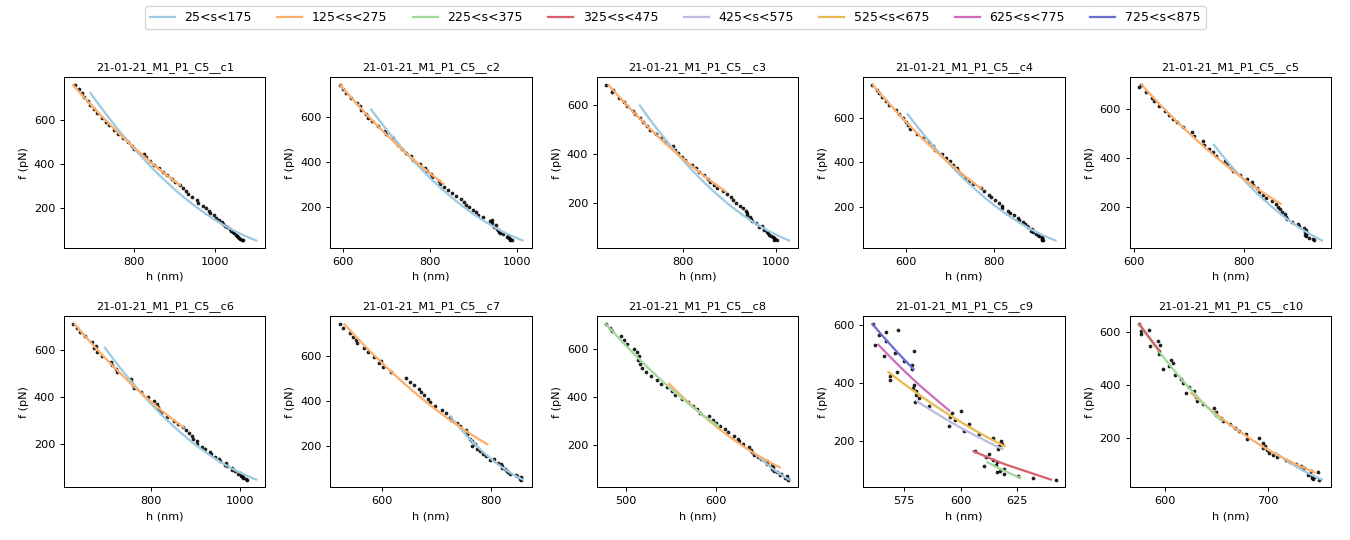 25<s<175 125<s<275 225<s<375 325<s<475 425<s<575 525<s<675 625<s<775 725<s<875
21-01-21_M1_P1_C5__c1
f (pN)
600
400
200
800 1000
h (nm)
21-01-21_M1_P1_C5__c2
f (pN)
600
400
200
600 800 1000
h (nm)
21-01-21_M1_P1_C5__c3
f (pN)
600
400
200
800 1000
h (nm)
21-01-21_M1_P1_C5__c4
f (pN)
600
400
200
600 800
h (nm)
21-01-21_M1_P1_C5__c5
f (pN)
600
400
200
600 800
h (nm)
21-01-21_M1_P1_C5__c6
f (pN)
600
400
200
800 1000
h (nm)
21-01-21_M1_P1_C5__c7
f (pN)
600
400
200
600 800
h (nm)
21-01-21_M1_P1_C5__c8
f (pN)
600
400
200
500 600
h (nm)
21-01-21_M1_P1_C5__c9
f (pN)
600
400
200
575 600 625
h (nm)
21-01-21_M1_P1_C5__c10
f (pN)
600
400
200
600 700
h (nm)